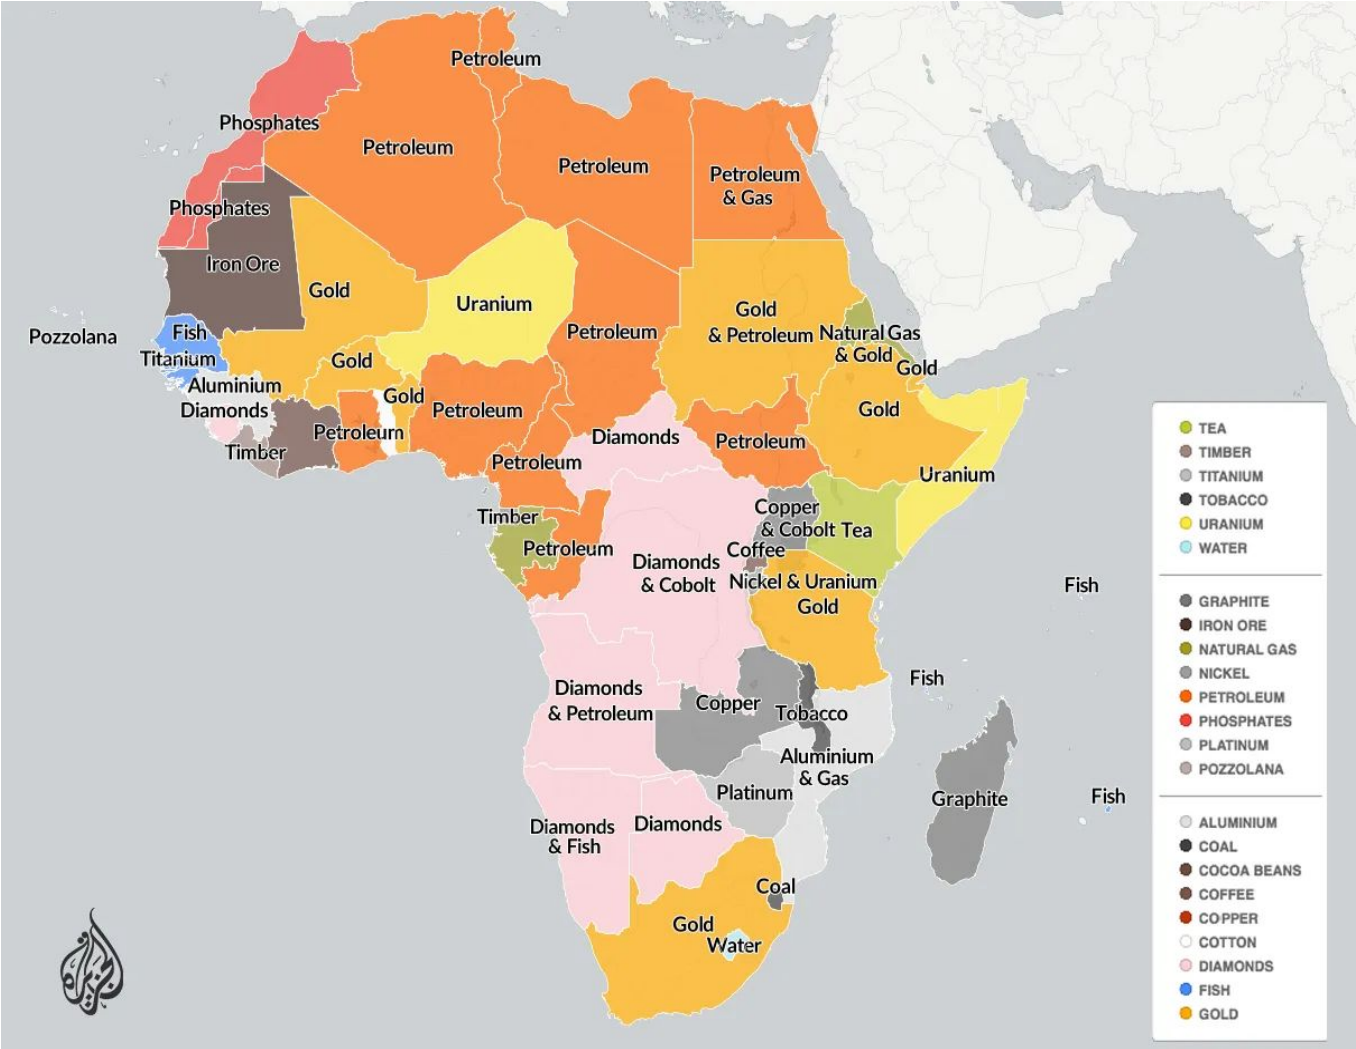 Petroleum
Phosphates
Petroleum
Petroleum
Petroleum
& Gas
Phosphates
Iron Ore
Gold
Uranium
Gold
& Petroleum
Petroleum
Natural Gas
& Gold
Pozzolana
Fish
Titanium
Gold
Gold
Aluminium
Gold
Petroleum
Gold
Diamonds
Petroleum
Timber
Diamonds
Petroleum
Petroleum
Uranium
Timber
Copper
& Cobolt
Tea
Petroleum
Coffee
Diamonds
& Cobolt
Nickel & Uranium
Gold
Fish
Fish
Diamonds
& Petroleum
Copper
Tobacco
Aluminium
& Gas
Platinum
Graphite
Fish
Diamonds
& Fish
Diamonds
Coal
Gold
Water
الجزيرة
TEA
TIMBER
TITANIUM
TOBACCO
URANIUM
WATER
GRAPHITE
IRON ORE
NATURAL GAS
NICKEL
PETROLEUM
PHOSPHATES
PLATINUM
POZZOLANA
ALUMINIUM
COAL
COCOA BEANS
COFFEE
COPPER
COTTON
DIAMONDS
FISH
GOLD